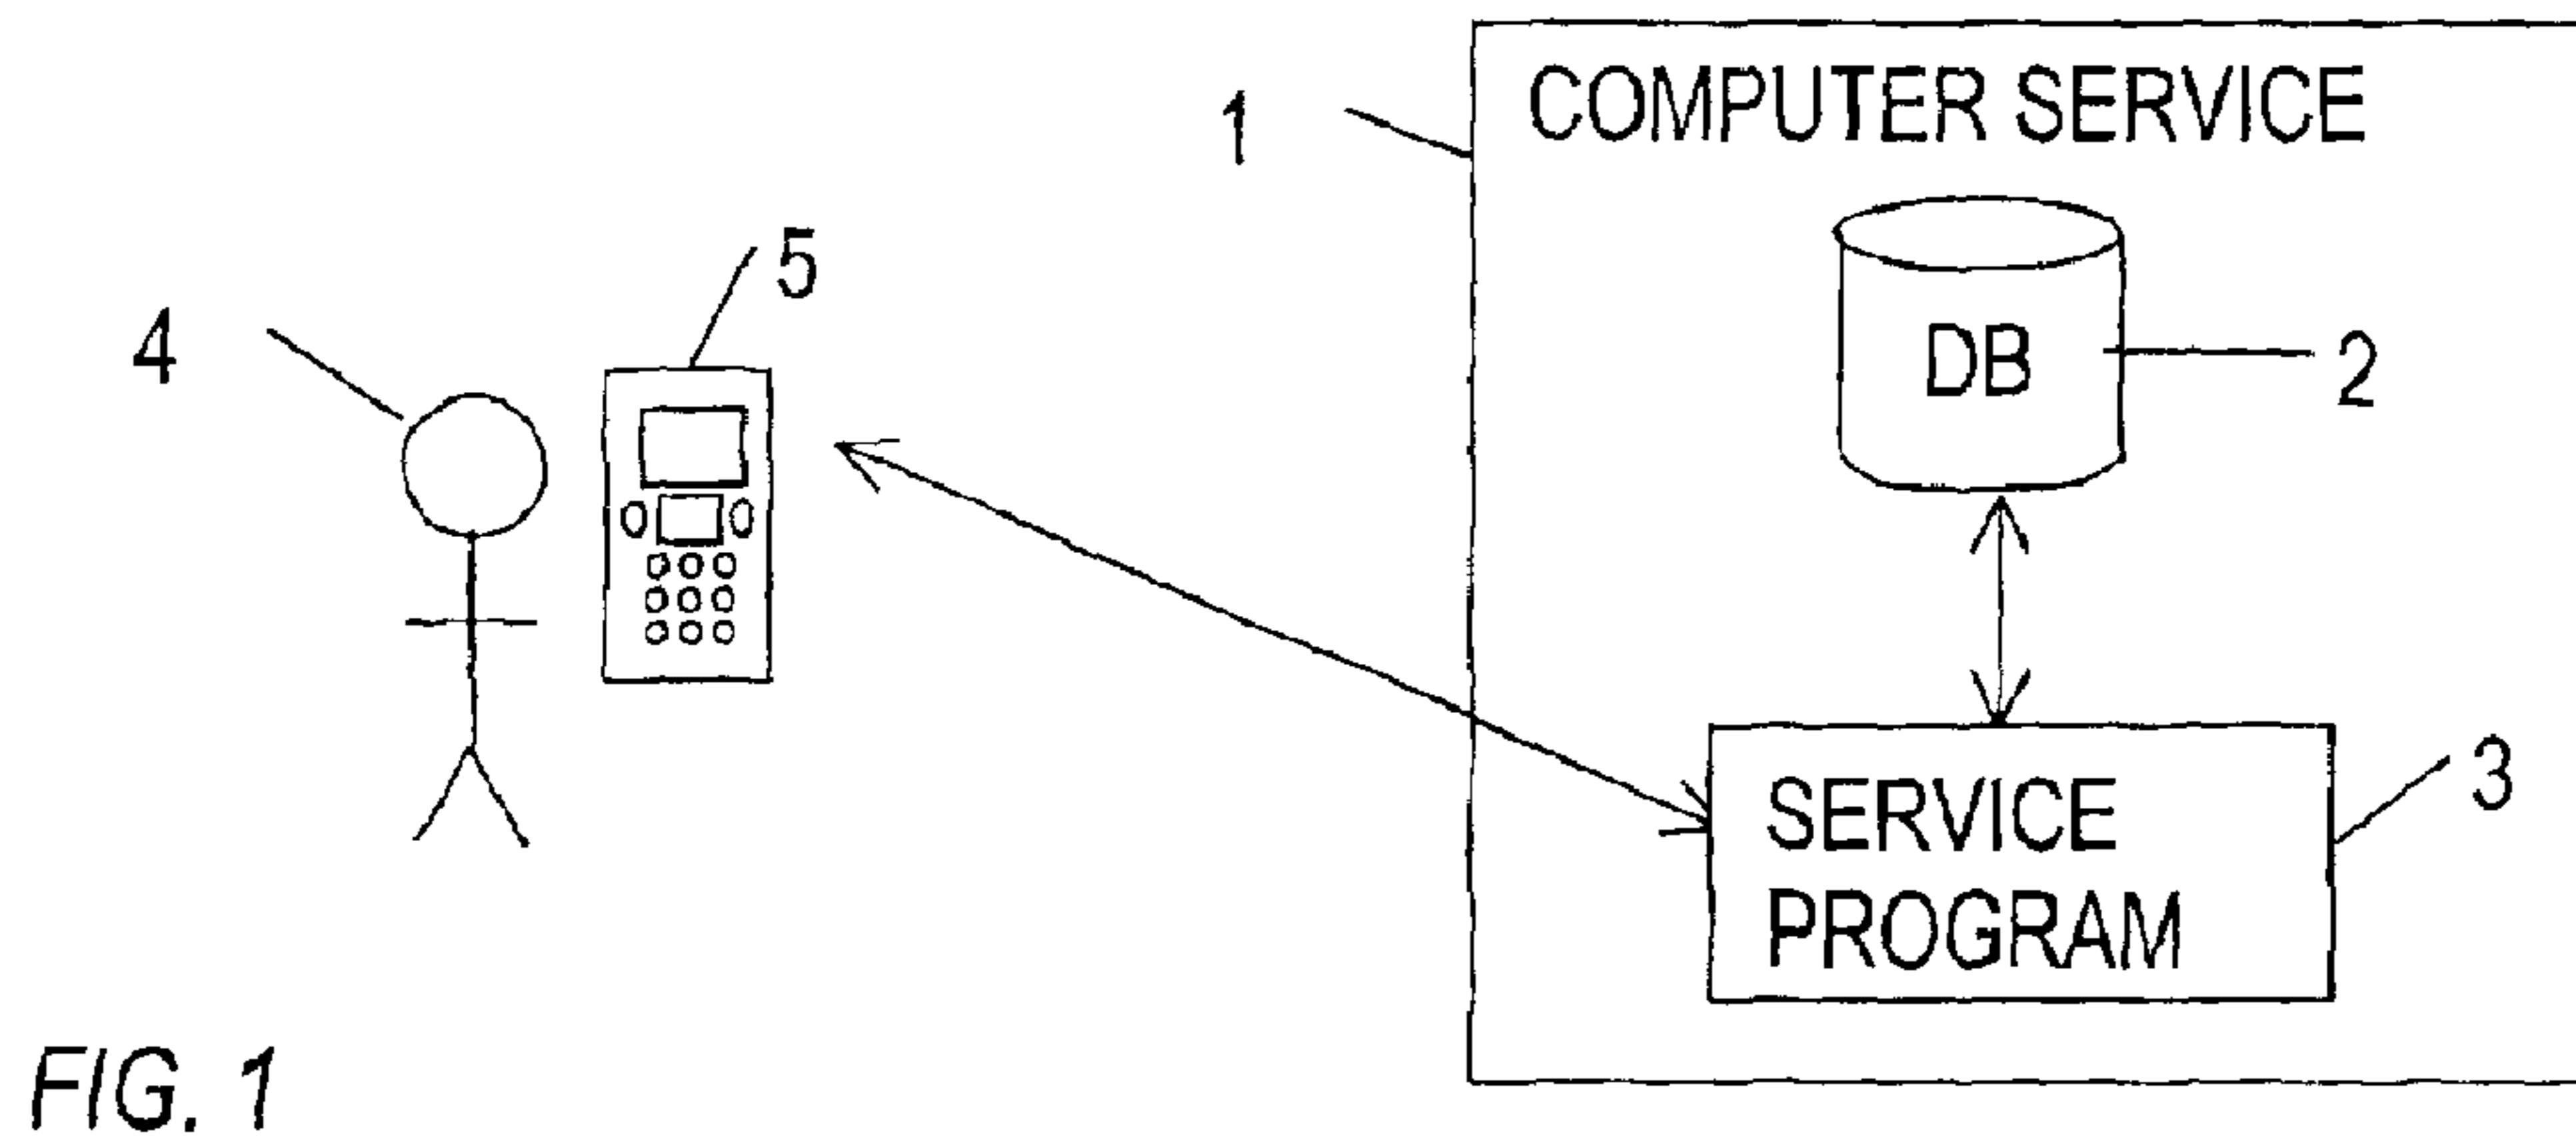 COMPUTER SERVICE
1
5
4
DB
2
SERVICE
PROGRAM
3
FIG. 1